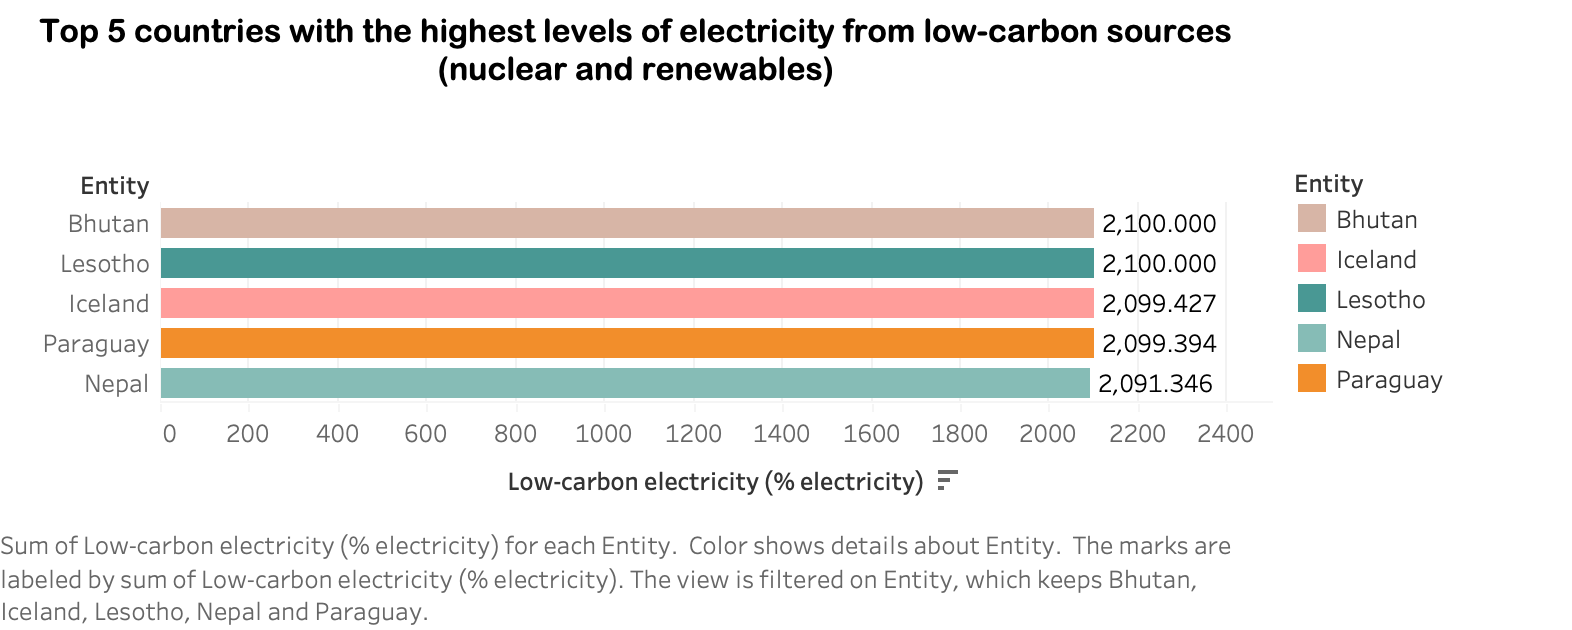 Top 5 countries with the highest levels of electricity from low-carbon sources
(nuclear and renewables)
Entity
Bhutan 2,100.000
Lesotho 2,100.000
Iceland 2,099.427
Paraguay 2,099.394
Nepal 2,091.346
0 200 400 600 800 1000 1200 1400 1600 1800 2000 2200 2400
Low-carbon electricity (% electricity)
Entity
Bhutan
Iceland
Lesotho
Nepal
Paraguay
Sum of Low-carbon electricity (% electricity) for each Entity.  Color shows details about Entity.  The marks are
labeled by sum of Low-carbon electricity (% electricity). The view is filtered on Entity, which keeps Bhutan,
Iceland, Lesotho, Nepal and Paraguay.